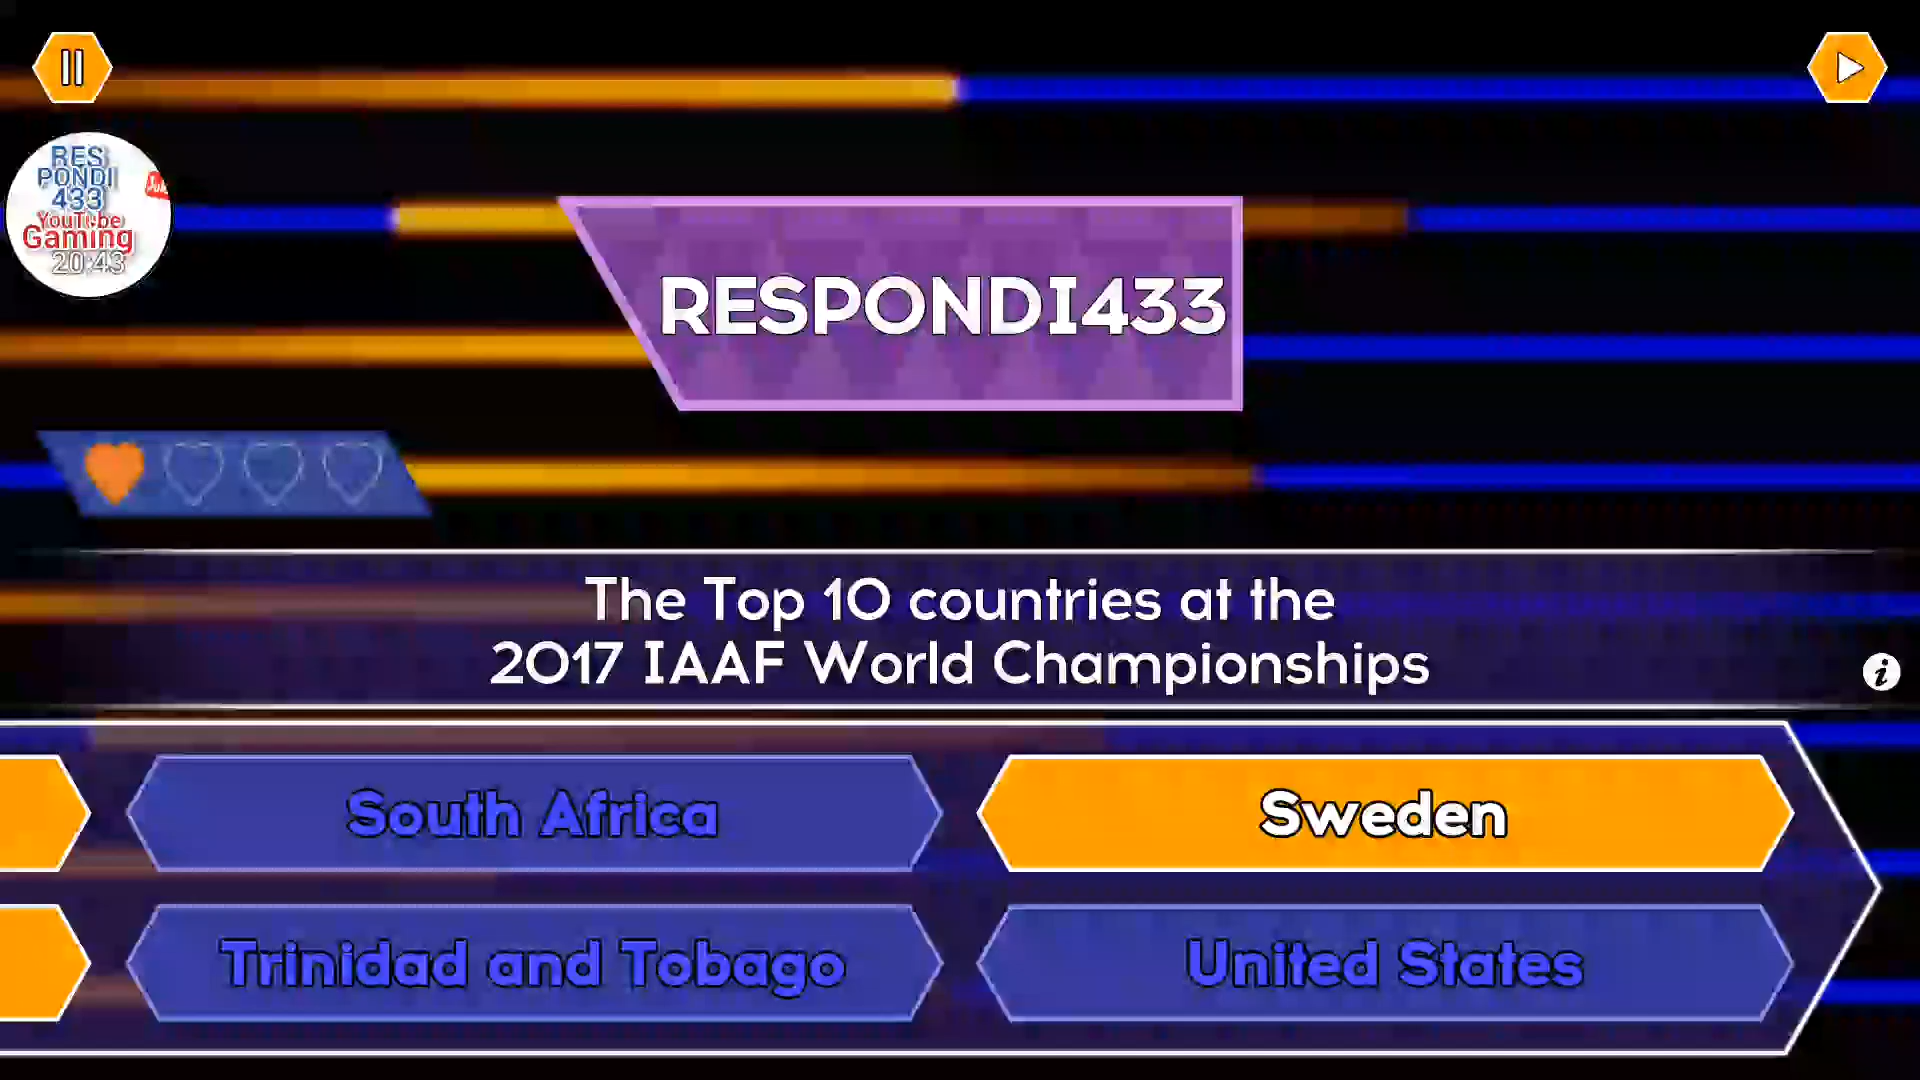 RES
PONDI
433
YouTube
Gaming
20:43
RESPONDI433
The Top 10 countries at the
2017 IAAF World Championships
South Africa
Sweden
Trinidad and Tobago
United States